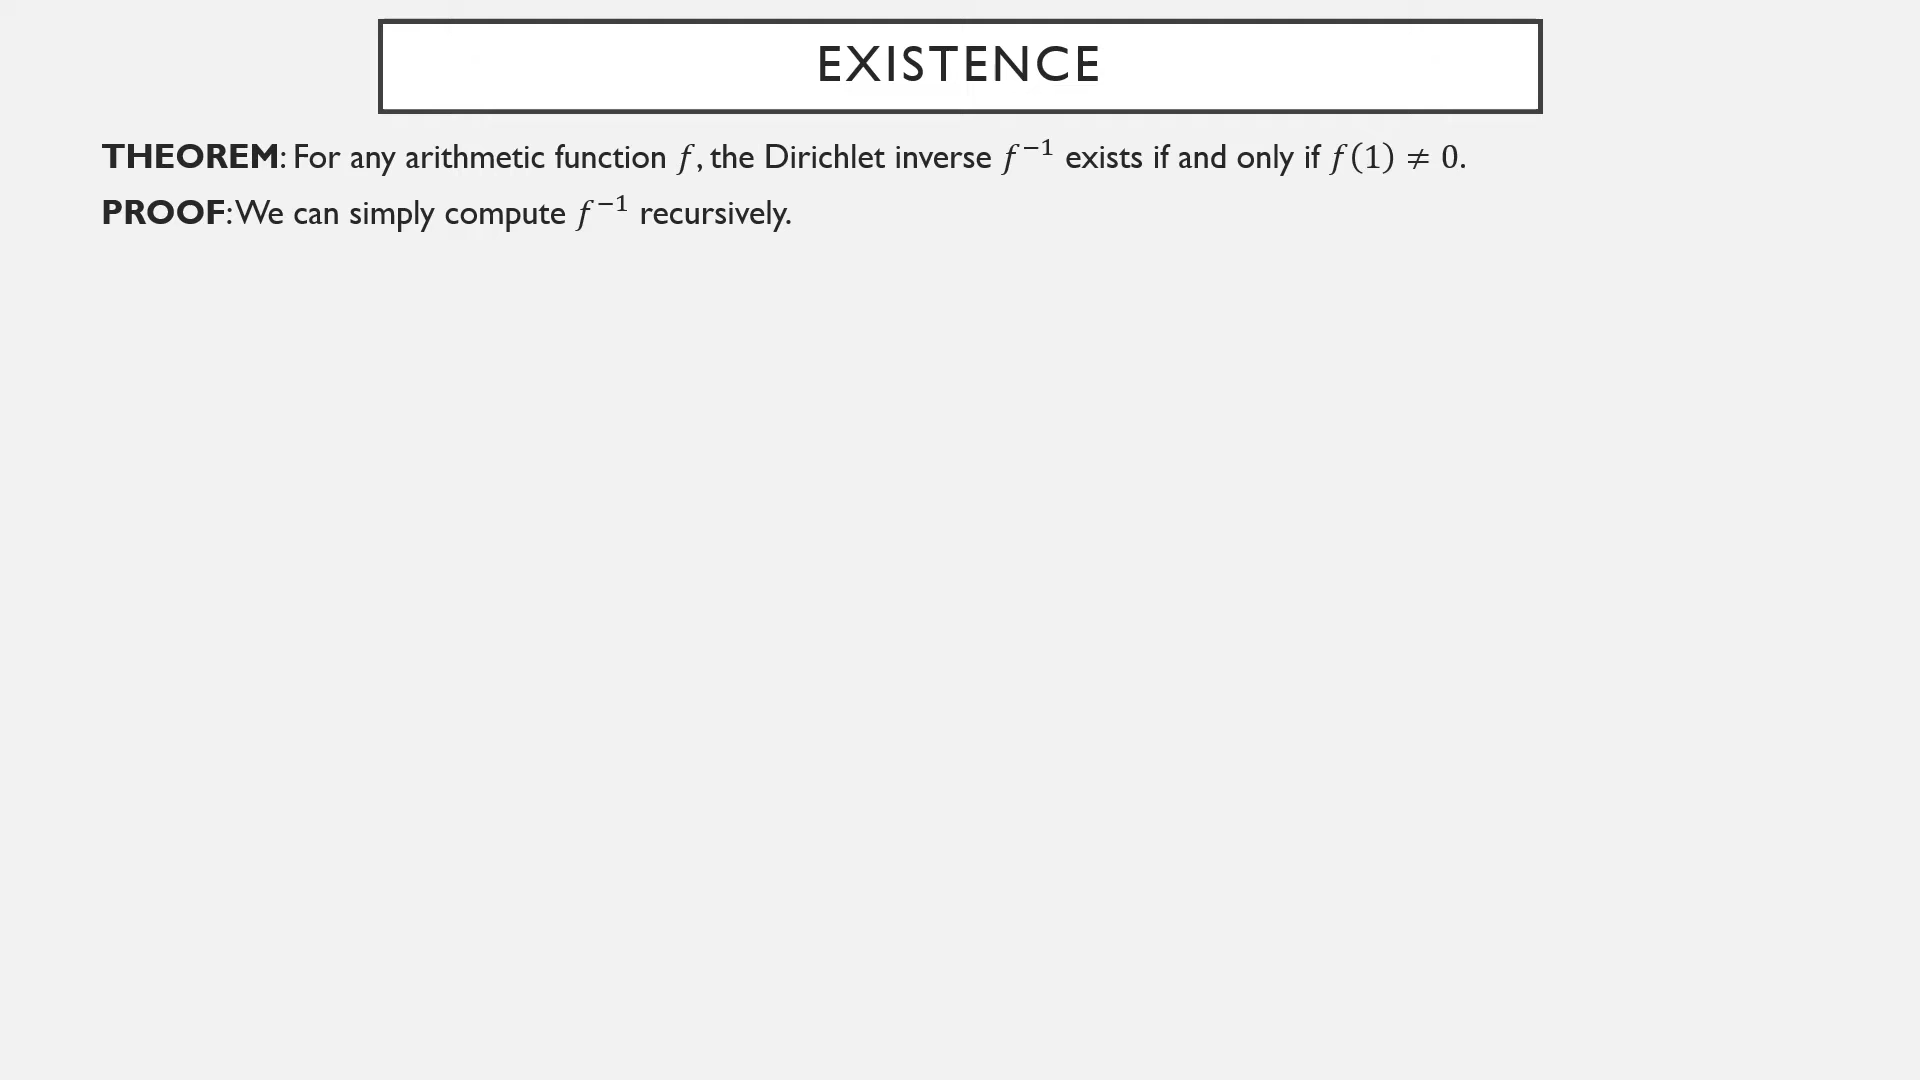 EXISTENCE
THEOREM: For any arithmetic function f, the Dirichlet inverse f⁻¹ exists if and only if f(1) ≠ 0.
PROOF: We can simply compute f⁻¹ recursively.